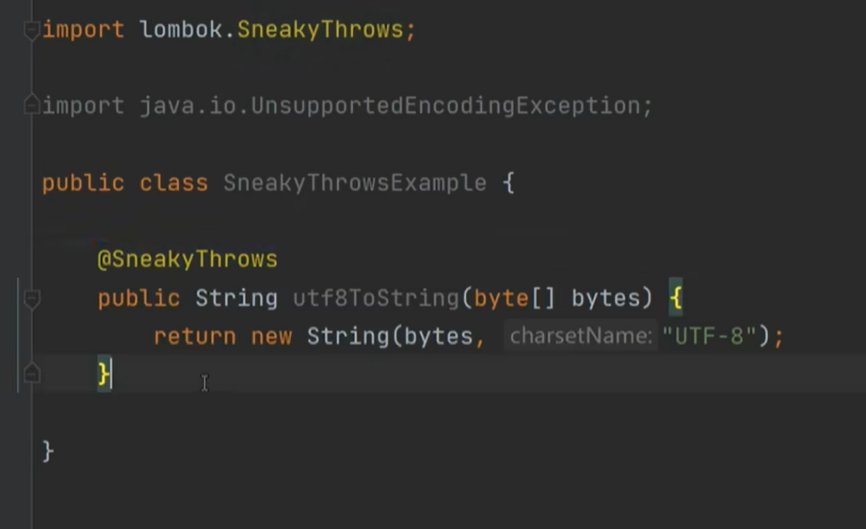 import lombok.SneakyThrows;
import java.io.UnsupportedEncodingException;
public class SneakyThrowsExample {
@SneakyThrows
public String utf8ToString(byte[] bytes) {
return new String(bytes, charsetName: "UTF-8");
}
}